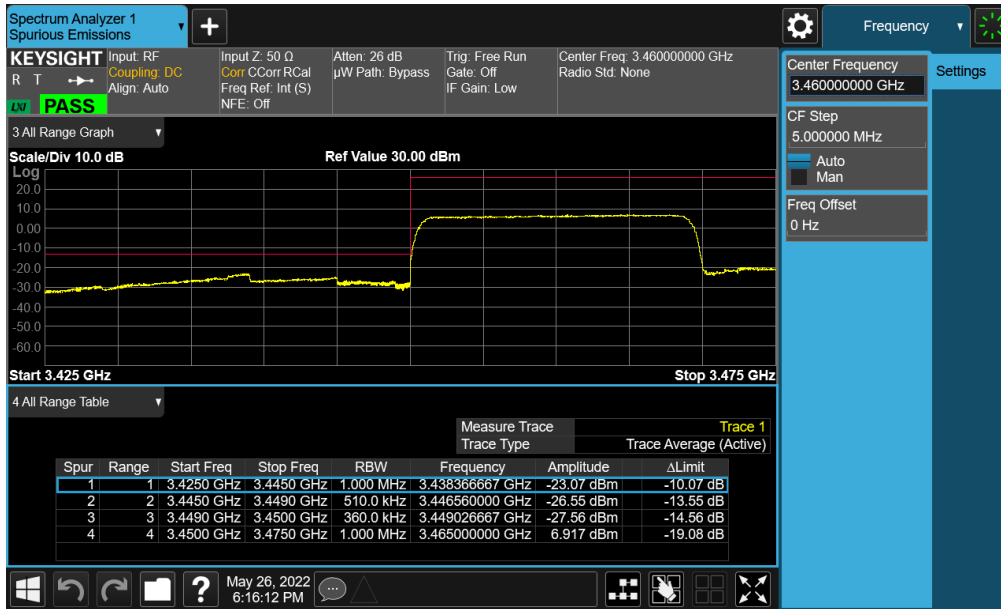 Spectrum Analyzer 1
Spurious Emissions
+
Frequency
KEYSIGHT
R T
LXI PASS
Input: RF
Coupling: DC
Align: Auto
Input Z: 50 Ω
Corr CCorr RCal
Freq Ref: Int (S)
NFE: Off
Atten: 26 dB
µW Path: Bypass
Trig: Free Run
Gate: Off
IF Gain: Low
Center Freq: 3.460000000 GHz
Radio Std: None
Center Frequency
3.460000000 GHz
Settings
CF Step
5.000000 MHz
Auto
Man
Freq Offset
0 Hz
3 All Range Graph
Scale/Div 10.0 dB Ref Value 30.00 dBm
Log
20.0
10.0
0.00
-10.0
-20.0
-30.0
-40.0
-50.0
-60.0
Start 3.425 GHz Stop 3.475 GHz
4 All Range Table
Measure Trace Trace 1
Trace Type Trace Average (Active)
Spur Range Start Freq Stop Freq RBW Frequency Amplitude ΔLimit
1 1 3.4250 GHz 3.4450 GHz 1.000 MHz 3.438366667 GHz -23.07 dBm -10.07 dB
2 2 3.4450 GHz 3.4490 GHz 510.0 kHz 3.446560000 GHz -26.55 dBm -13.55 dB
3 3 3.4490 GHz 3.4500 GHz 360.0 kHz 3.449026667 GHz -27.56 dBm -14.56 dB
4 4 3.4500 GHz 3.4750 GHz 1.000 MHz 3.465000000 GHz 6.917 dBm -19.08 dB
?
May 26, 2022
6:16:12 PM